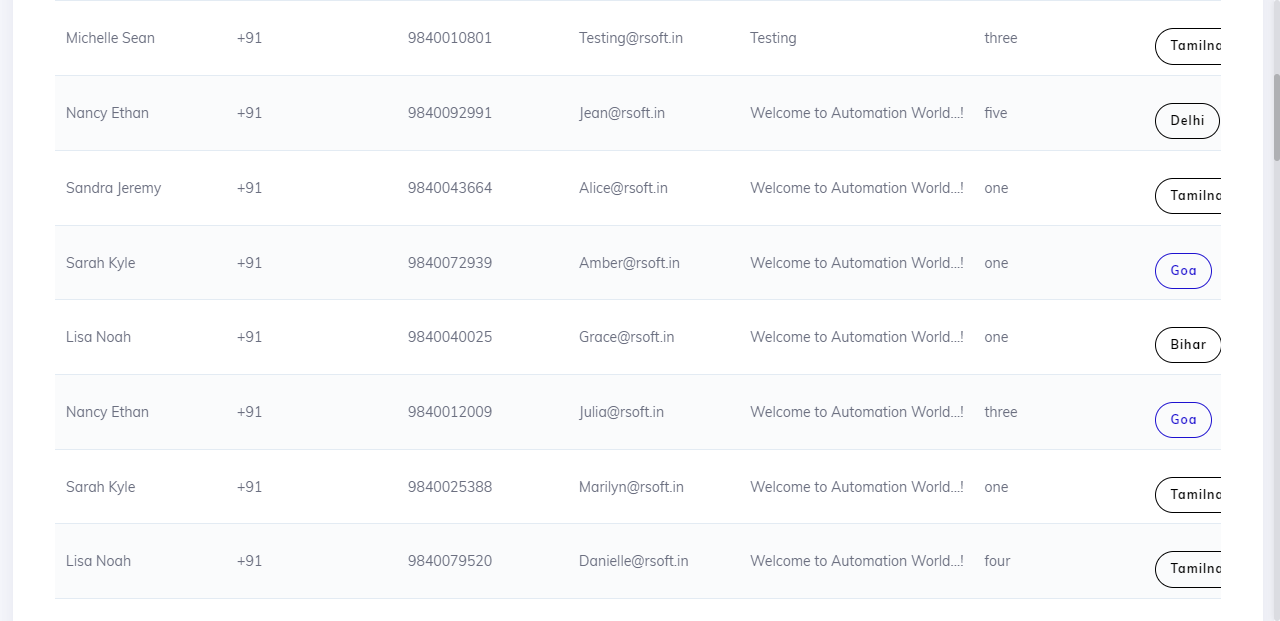 Michelle Sean +91 9840010801 Testing@rsoft.in Testing three Tamilna
Nancy Ethan +91 9840092991 Jean@rsoft.in Welcome to Automation World...! five Delhi
Sandra Jeremy +91 9840043664 Alice@rsoft.in Welcome to Automation World...! one Tamilna
Sarah Kyle +91 9840072939 Amber@rsoft.in Welcome to Automation World...! one Goa
Lisa Noah +91 9840040025 Grace@rsoft.in Welcome to Automation World...! one Bihar
Nancy Ethan +91 9840012009 Julia@rsoft.in Welcome to Automation World...! three Goa
Sarah Kyle +91 9840025388 Marilyn@rsoft.in Welcome to Automation World...! one Tamilna
Lisa Noah +91 9840079520 Danielle@rsoft.in Welcome to Automation World...! four Tamilna